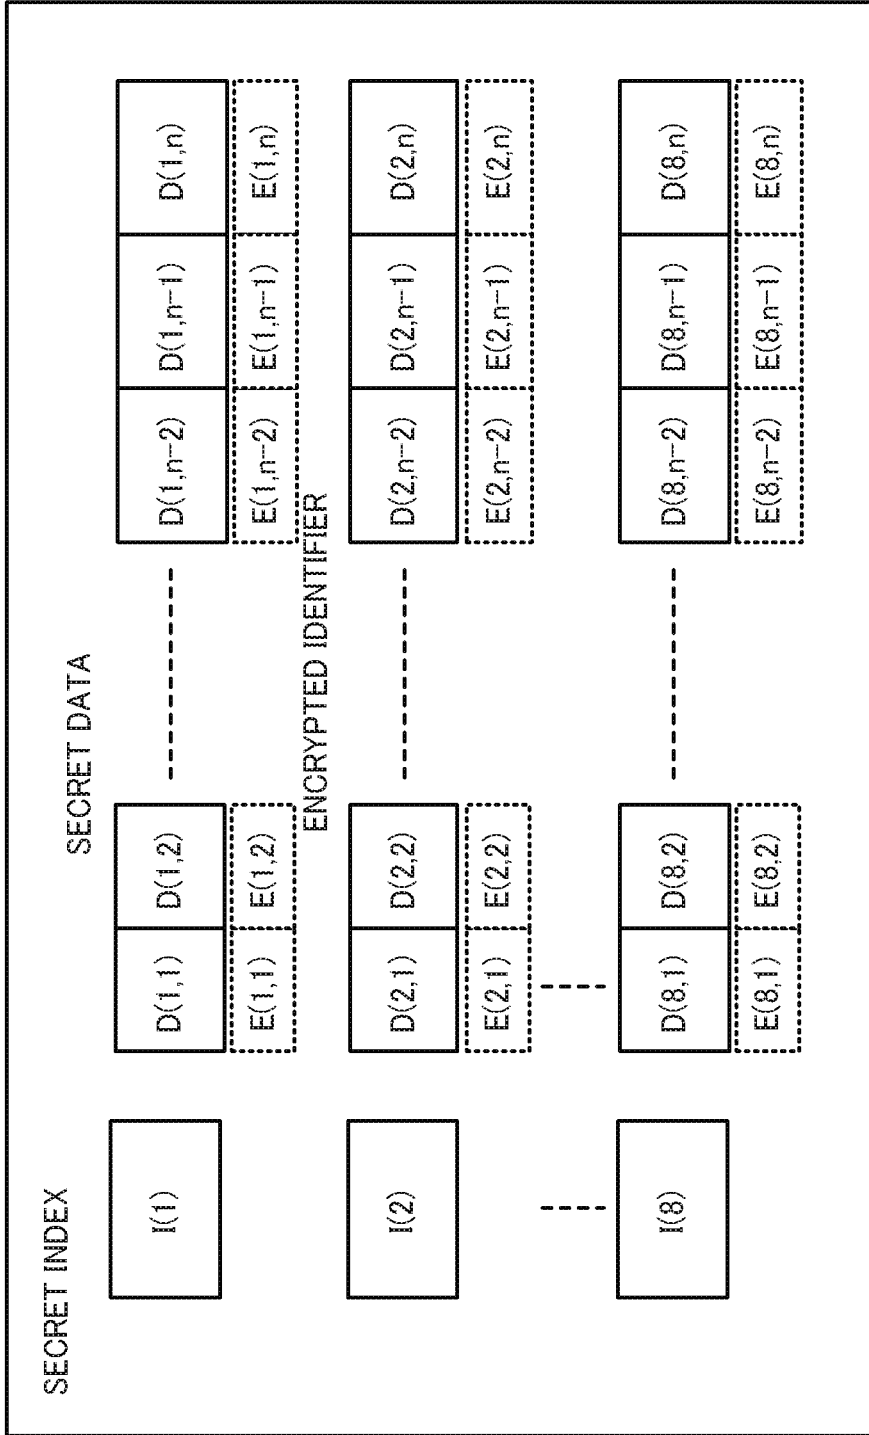 SECRET INDEX
SECRET DATA
I(1)
D(1,1) D(1,2) D(1,n-2) D(1,n-1) D(1,n)
E(1,1) E(1,2) E(1,n-2) E(1,n-1) E(1,n)
ENCRYPTED IDENTIFIER
I(2)
D(2,1) D(2,2) D(2,n-2) D(2,n-1) D(2,n)
E(2,1) E(2,2) E(2,n-2) E(2,n-1) E(2,n)
I(8)
D(8,1) D(8,2) D(8,n-2) D(8,n-1) D(8,n)
E(8,1) E(8,2) E(8,n-2) E(8,n-1) E(8,n)